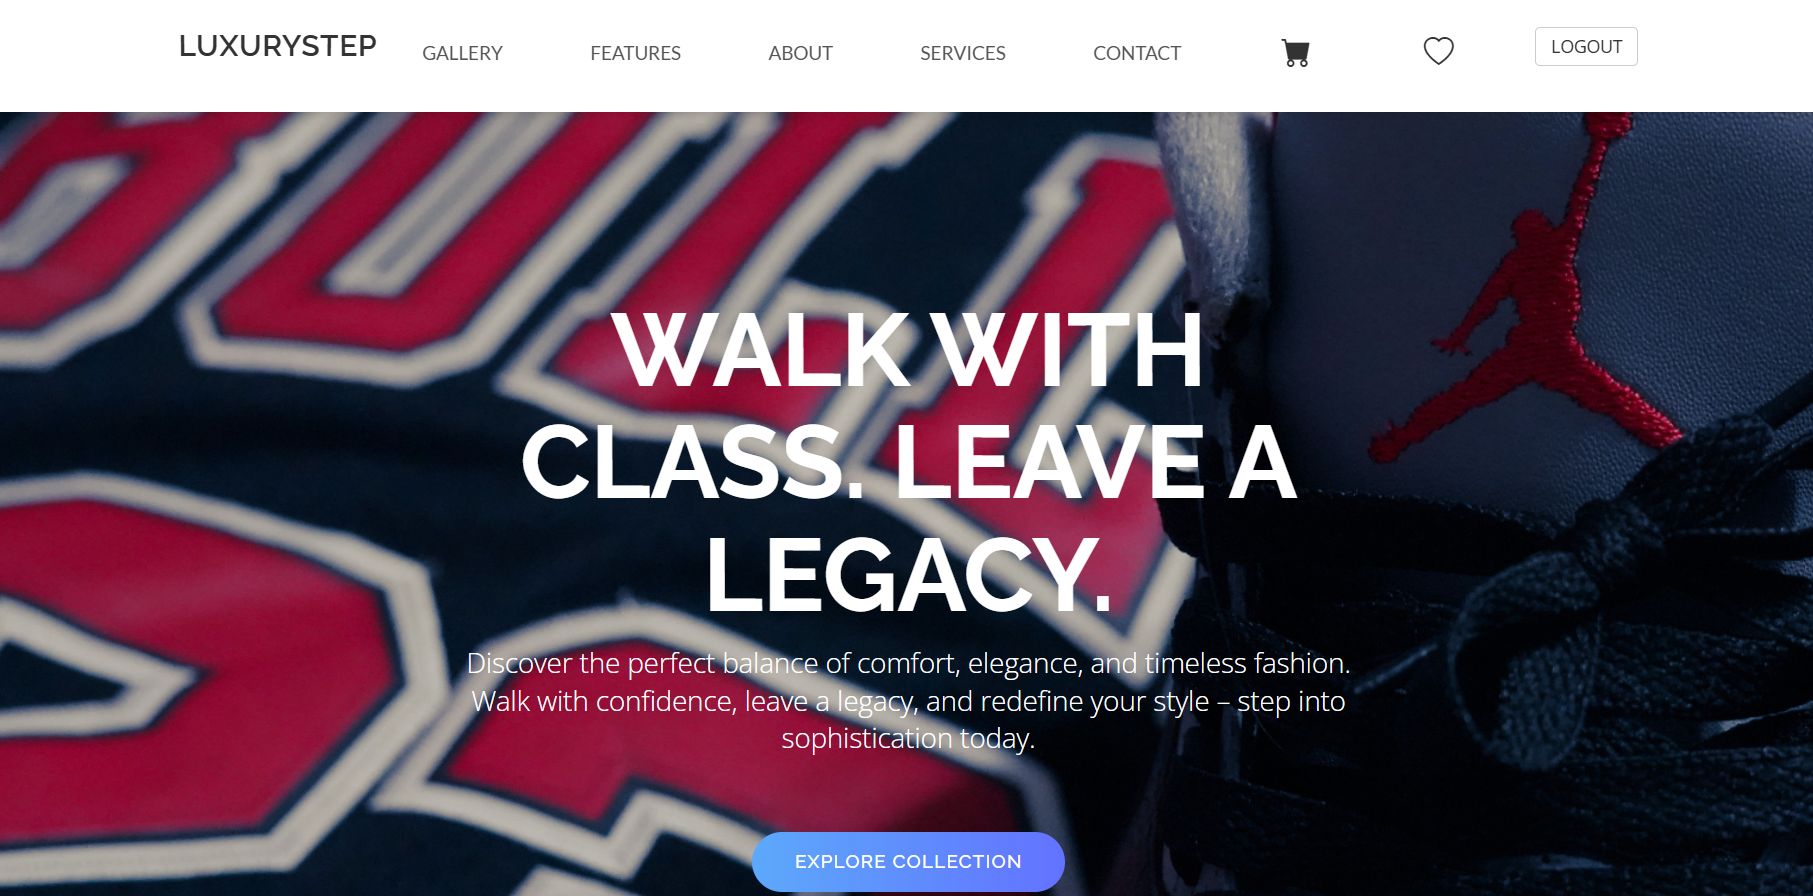 LUXURYSTEP GALLERY FEATURES ABOUT SERVICES CONTACT LOGOUT
BULLS
WALK WITH
CLASS. LEAVE A
LEGACY.
Discover the perfect balance of comfort, elegance, and timeless fashion.
Walk with confidence, leave a legacy, and redefine your style – step into
sophistication today.
EXPLORE COLLECTION